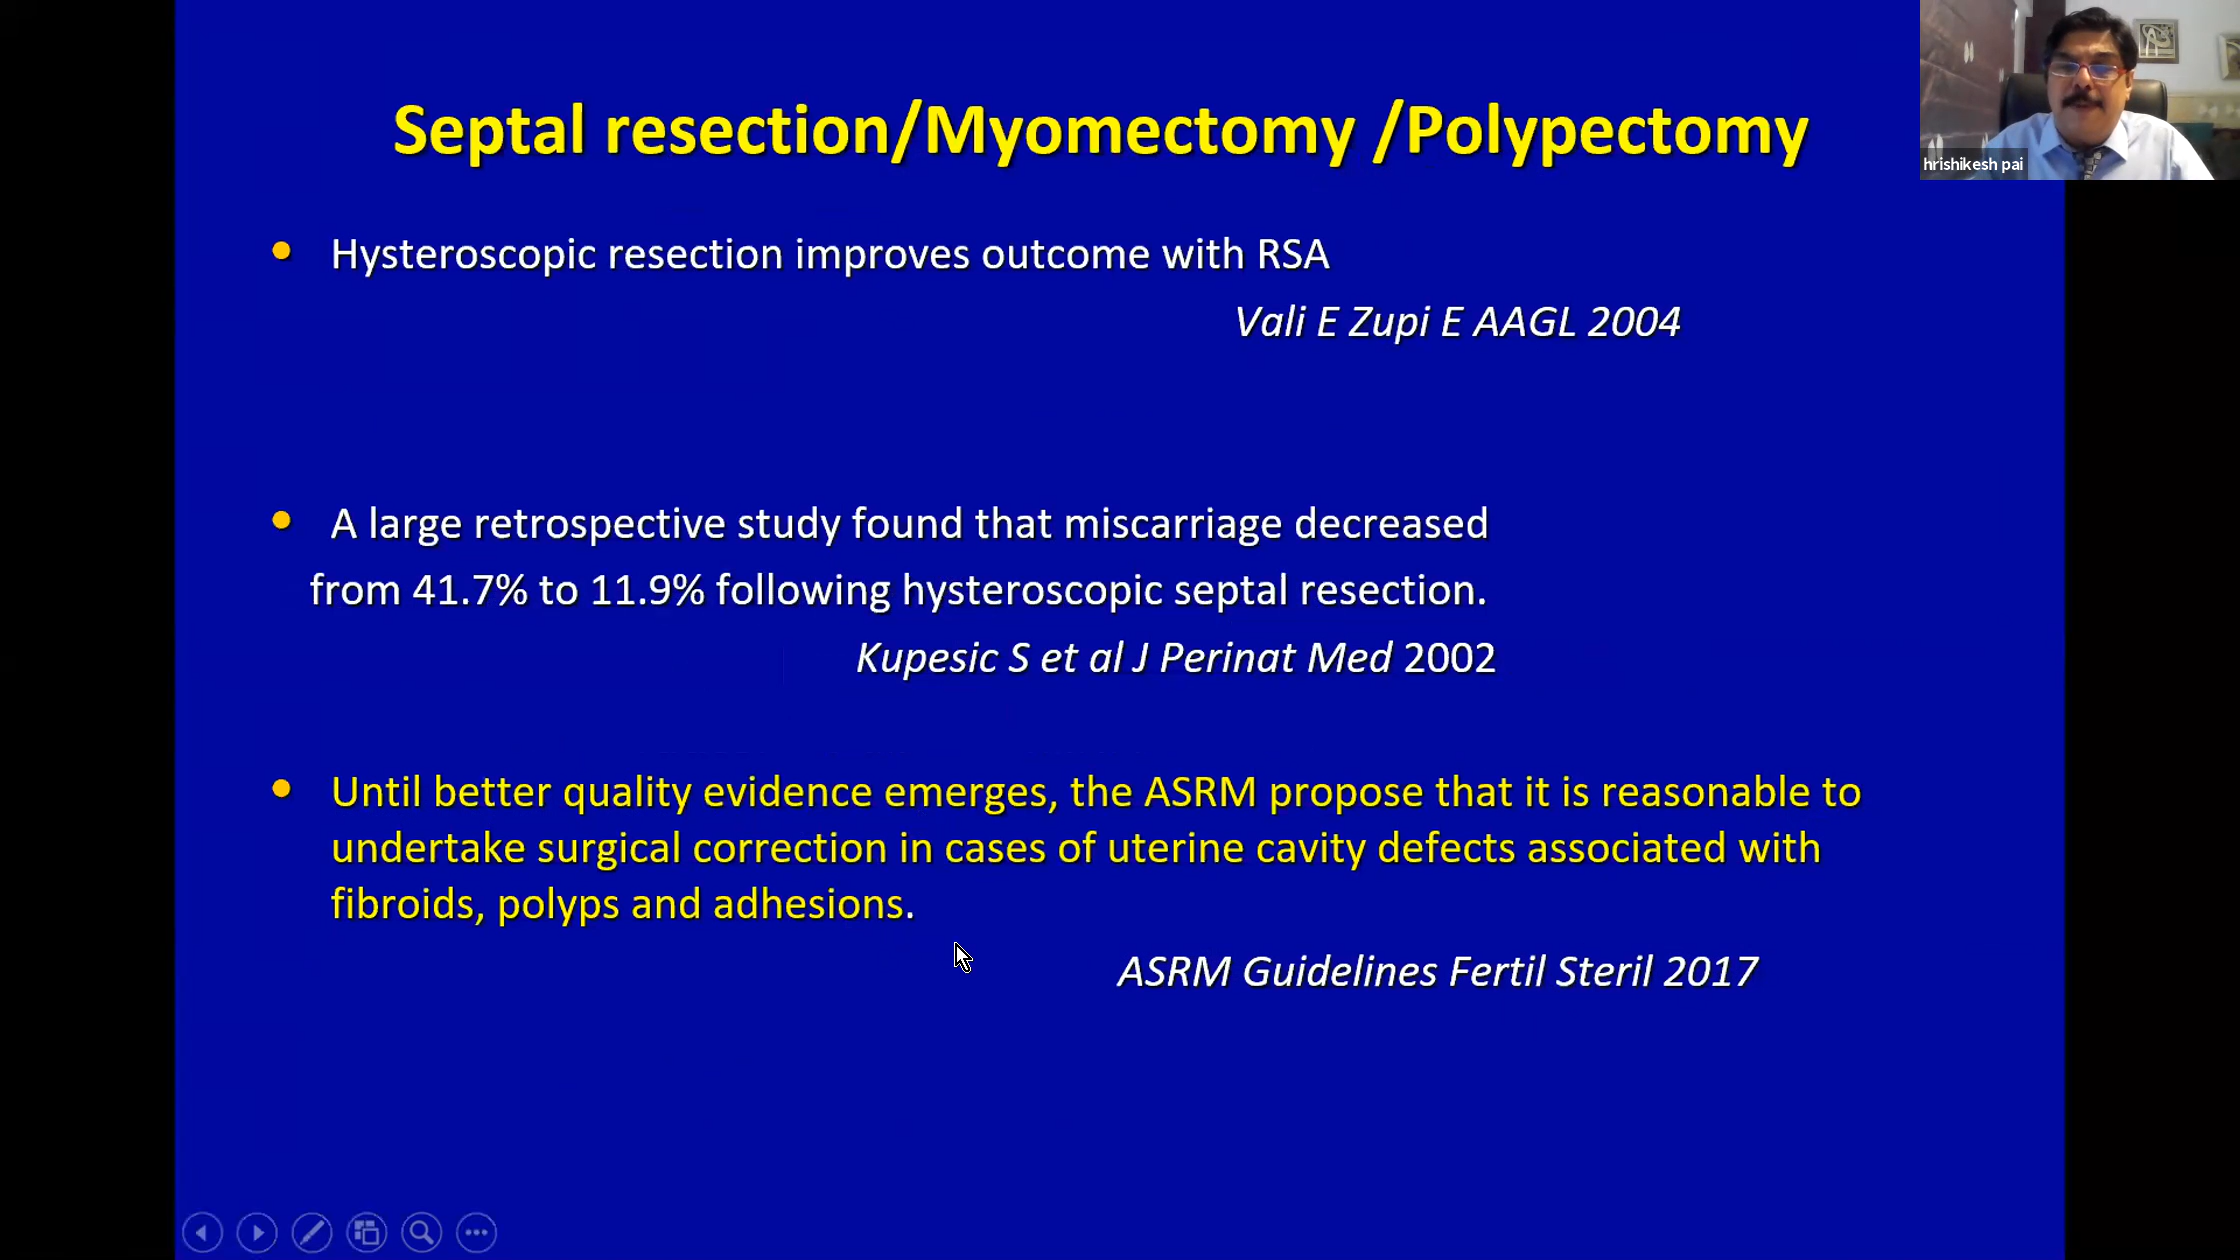 Septal resection/Myomectomy /Polypectomy
hrishikesh pai
• Hysteroscopic resection improves outcome with RSA
Vali E Zupi E AAGL 2004
• A large retrospective study found that miscarriage decreased
from 41.7% to 11.9% following hysteroscopic septal resection.
Kupesic S et al J Perinat Med 2002
• Until better quality evidence emerges, the ASRM propose that it is reasonable to
undertake surgical correction in cases of uterine cavity defects associated with
fibroids, polyps and adhesions.
ASRM Guidelines Fertil Steril 2017